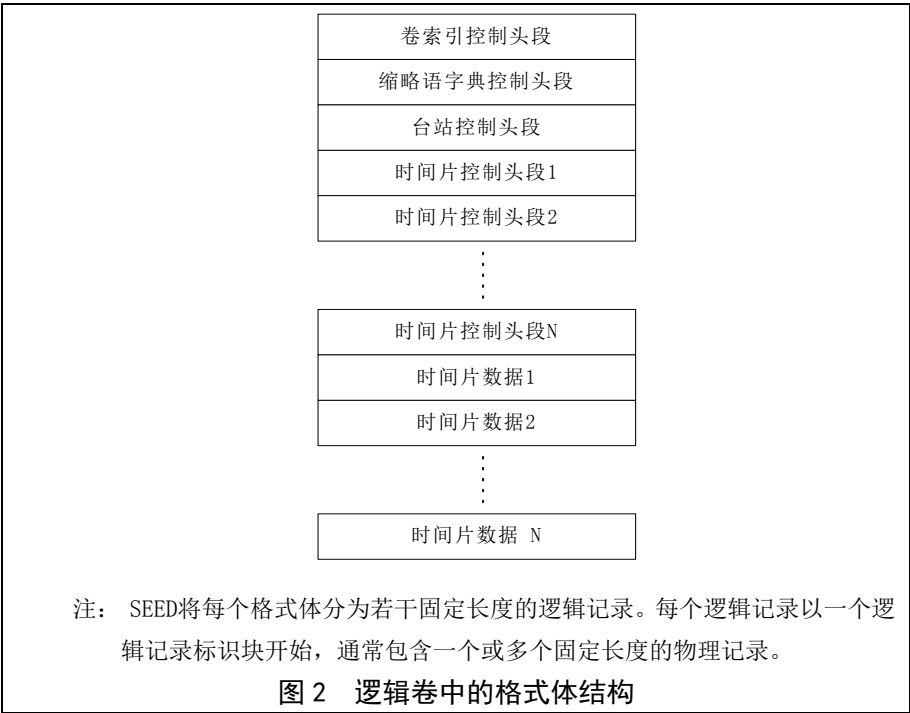 卷索引控制头段
缩略语字典控制头段
台站控制头段
时间片控制头段1
时间片控制头段2
时间片控制头段N
时间片数据1
时间片数据2
时间片数据 N
注： SEED将每个格式体分为若干固定长度的逻辑记录。每个逻辑记录以一个逻
辑记录标识块开始，通常包含一个或多个固定长度的物理记录。
图 2 逻辑卷中的格式体结构